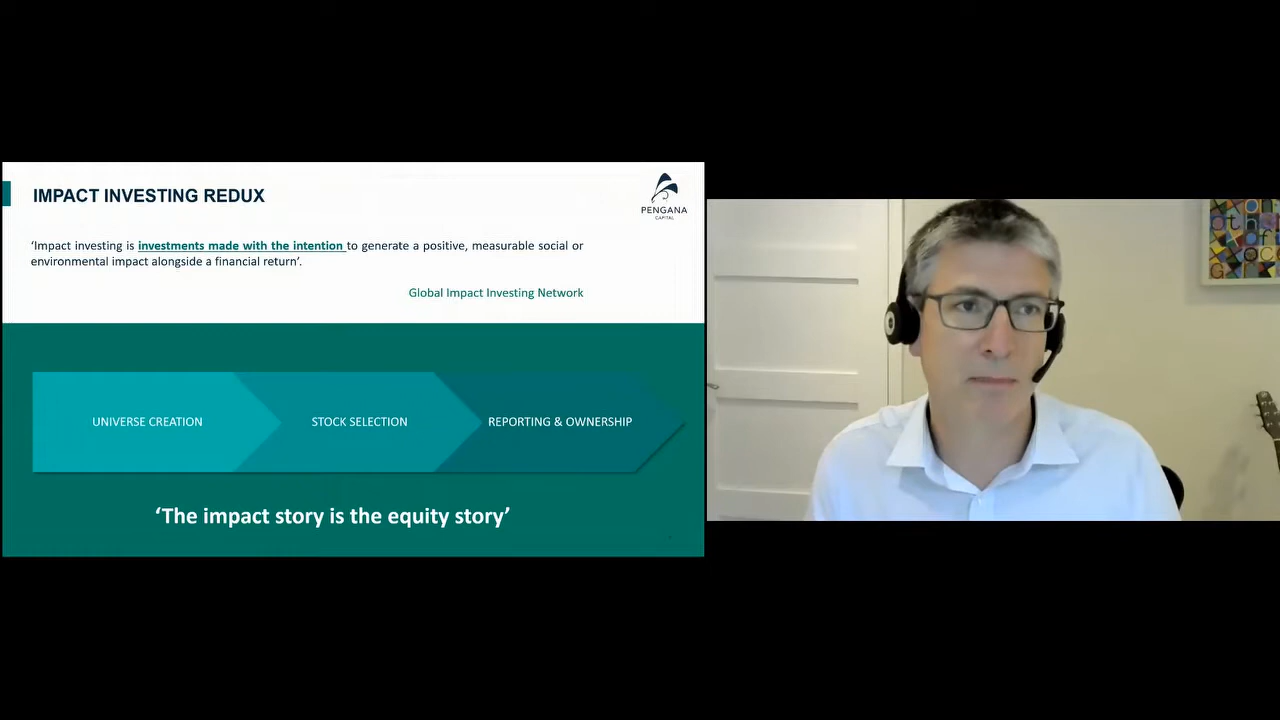 IMPACT INVESTING REDUX
PENGANA
CAPITAL
‘Impact investing is investments made with the intention to generate a positive, measurable social or
environmental impact alongside a financial return’.
Global Impact Investing Network
UNIVERSE CREATION
STOCK SELECTION
REPORTING & OWNERSHIP
‘The impact story is the equity story’